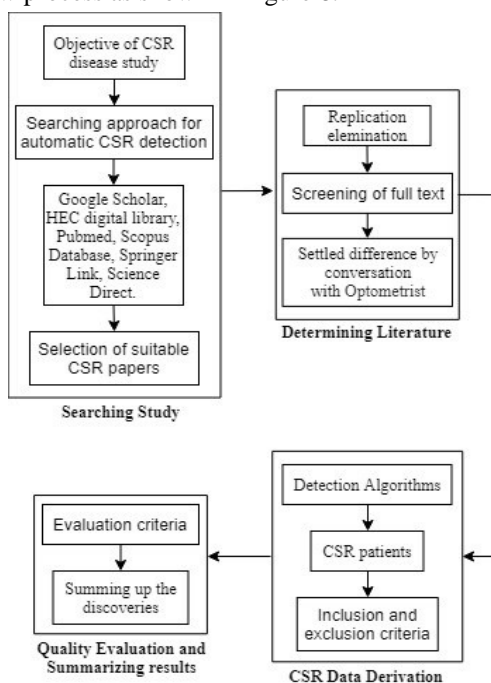 process as shown
Objective of CSR
disease study
Searching approach for
automatic CSR detection
Google Scholar,
HEC digital library,
Pubmed, Scopus
Database, Springer
Link, Science
Direct.
Selection of suitable
CSR papers
Searching Study
Replication
elemination
Screening of full text
Settled difference by
conversation
with Optometrist
Determining Literature
Detection Algorithms
CSR patients
Inclusion and
exclusion criteria
CSR Data Derivation
Evaluation criteria
Summing up the
discoveries
Quality Evaluation and
Summarizing results